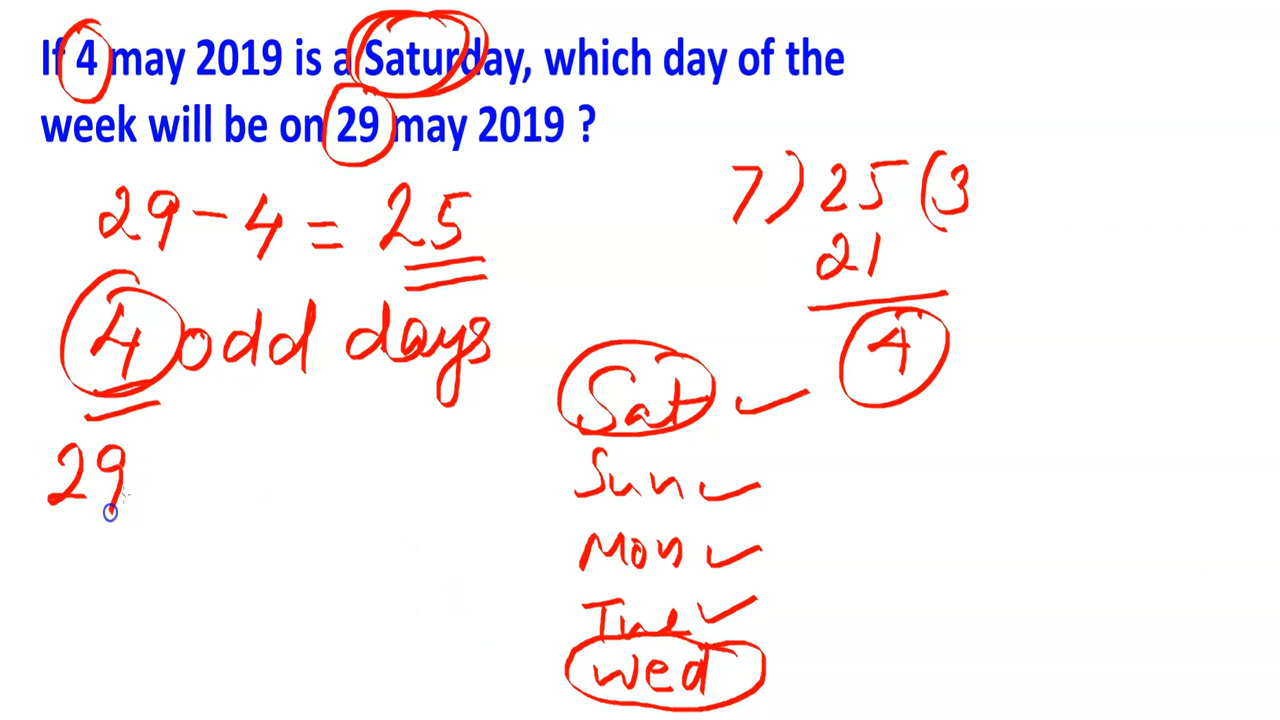 If 4 may 2019 is a Saturday, which day of the
week will be on 29 may 2019 ?
29 - 4 = 25
4 odd days
29
7) 25 (3
21
4
Sat ✓
Sun ✓
Mon ✓
Tue ✓
Wed